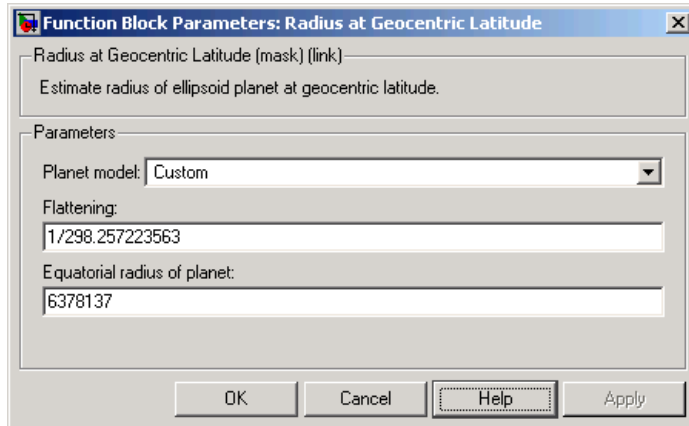 Function Block Parameters: Radius at Geocentric Latitude
Radius at Geocentric Latitude (mask) (link)
Estimate radius of ellipsoid planet at geocentric latitude.
Parameters
Planet model: Custom
Flattening:
1/298.257223563
Equatorial radius of planet:
6378137
OK Cancel Help Apply